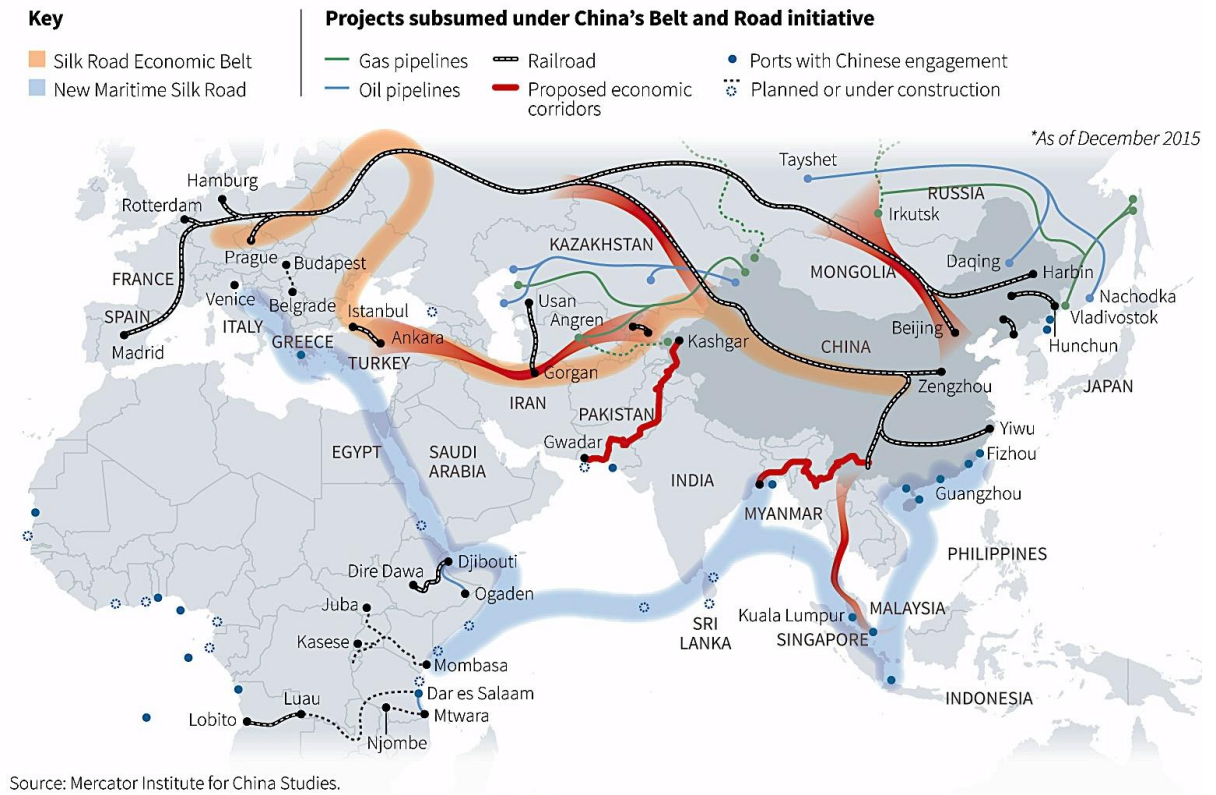 Key
Projects subsumed under China's Belt and Road initiative
Silk Road Economic Belt
New Maritime Silk Road
Gas pipelines
Oil pipelines
Railroad
Proposed economic
corridors
Ports with Chinese engagement
Planned or under construction
*As of December 2015
Tayshet
Hamburg
Rotterdam
RUSSIA
Irkutsk
Prague
Budapest
KAZAKHSTAN
MONGOLIA
Daqing
Harbin
FRANCE
Venice
Belgrade
Usan
Nachodka
SPAIN
ITALY
Istanbul
Angren
Vladivostok
Madrid
GREECE
Ankara
Beijing
TURKEY
Kashgar
CHINA
Hunchun
Gorgan
Zengzhou
JAPAN
IRAN
PAKISTAN
Yiwu
Gwadar
EGYPT
SAUDI
ARABIA
Fizhou
INDIA
Guangzhou
MYANMAR
PHILIPPINES
Djibouti
Dire Dawa
Ogaden
Juba
Kuala Lumpur
MALAYSIA
SRI
LANKA
SINGAPORE
Kasese
Mombasa
Luau
Dar es Salaam
INDONESIA
Lobito
Mtwara
Njombe
Source: Mercator Institute for China Studies.